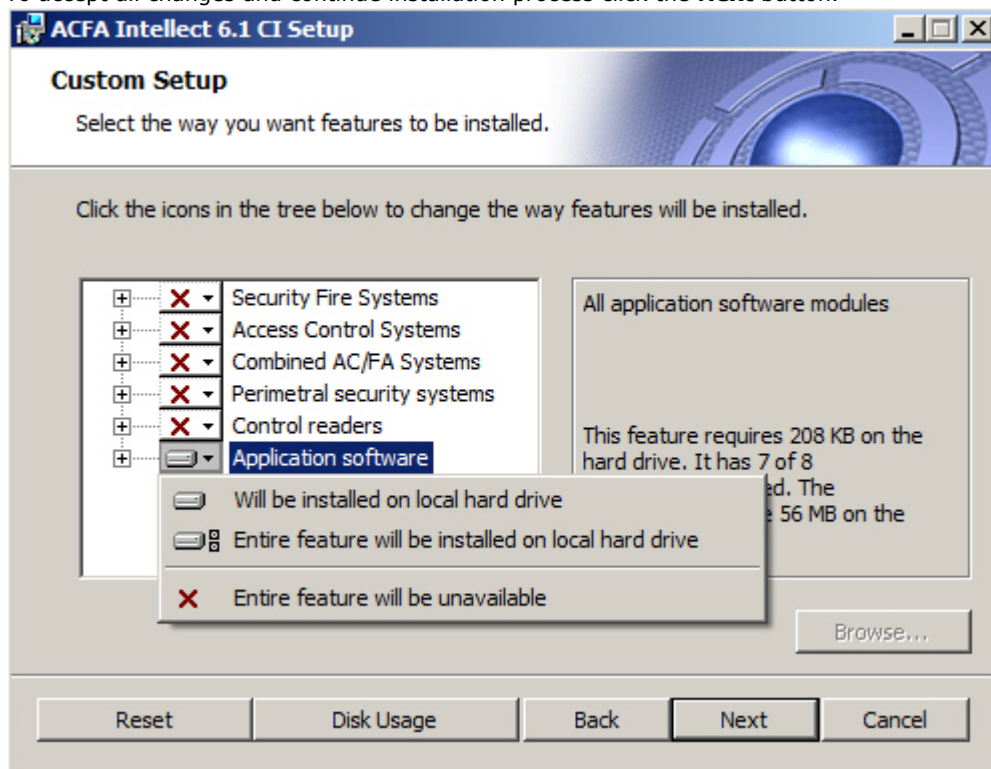 ACFA Intellect 6.1 CI Setup
Custom Setup
Select the way you want features to be installed.
Click the icons in the tree below to change the way features will be installed.
Security Fire Systems
Access Control Systems
Combined AC/FA Systems
Perimetral security systems
Control readers
Application software
Will be installed on local hard drive
Entire feature will be installed on local hard drive
Entire feature will be unavailable
All application software modules
This feature requires 208 KB on the
hard drive. It has 7 of 8
The
56 MB on the
Browse...
Reset
Disk Usage
Back
Next
Cancel